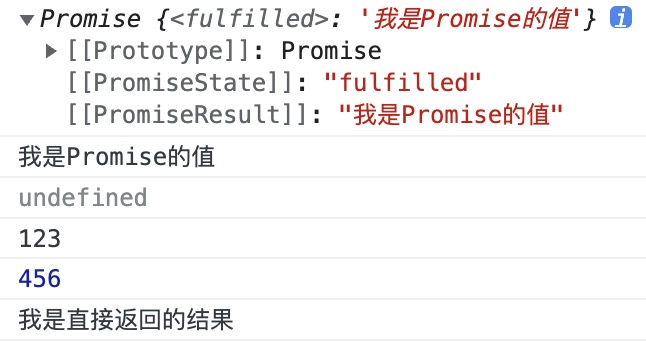 ▼Promise {<fulfilled>: '我是Promise的值'} i
▶[[Prototype]]: Promise
[[PromiseState]]: "fulfilled"
[[PromiseResult]]: "我是Promise的值"
我是Promise的值
undefined
123
456
我是直接返回的结果